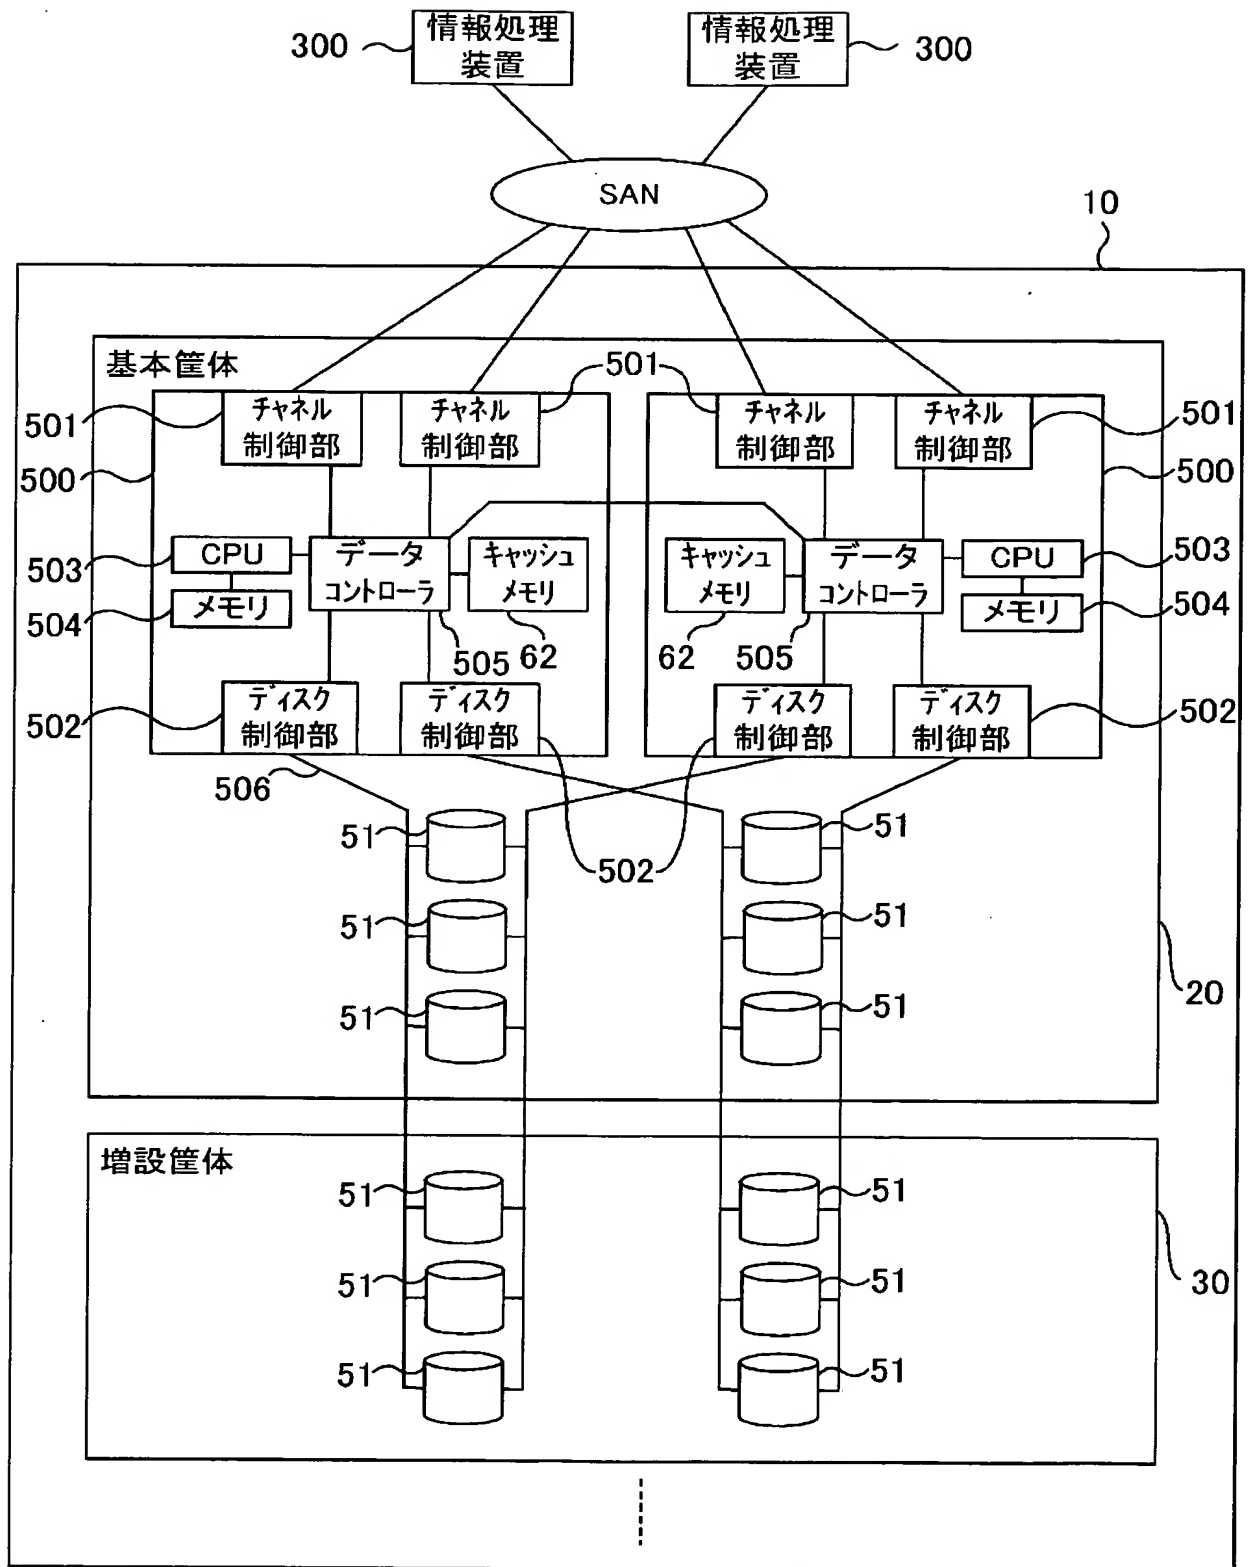 300
情報処理
装置
情報処理
装置
300
SAN
10
基本筐体
501
501
チャネル
制御部
チャネル
制御部
チャネル
制御部
チャネル
制御部
501
500
500
503
CPU
データ
コントローラ
キャッシュ
メモリ
キャッシュ
メモリ
データ
コントローラ
CPU
503
504
メモリ
メモリ
504
505
62
62
505
502
ディスク
制御部
ディスク
制御部
ディスク
制御部
ディスク
制御部
502
506
502
51
51
51
51
51
51
20
増設筐体
51
51
51
51
51
51
30